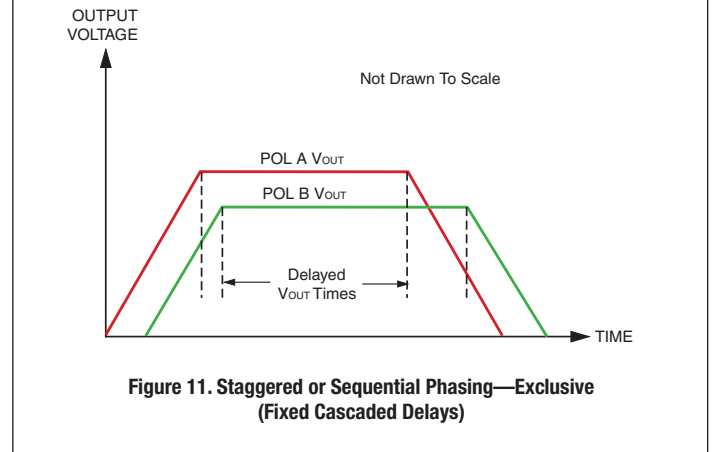 OUTPUT
VOLTAGE
Not Drawn To Scale
POL A VOUT
POL B VOUT
Delayed
VOUT Times
TIME
Figure 11. Staggered or Sequential Phasing—Exclusive
(Fixed Cascaded Delays)